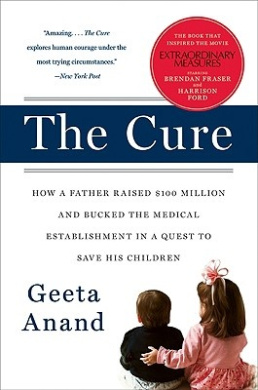 "Amazing. . . . The Cure
explores human courage under the
most trying circumstances."
—New York Post
THE BOOK THAT
INSPIRED THE MOVIE
EXTRAORDINARY
MEASURES
STARRING
BRENDAN FRASER
AND
HARRISON
FORD
The Cure
HOW A FATHER RAISED $100 MILLION
AND BUCKED THE MEDICAL
ESTABLISHMENT IN A QUEST TO
SAVE HIS CHILDREN
Geeta
Anand